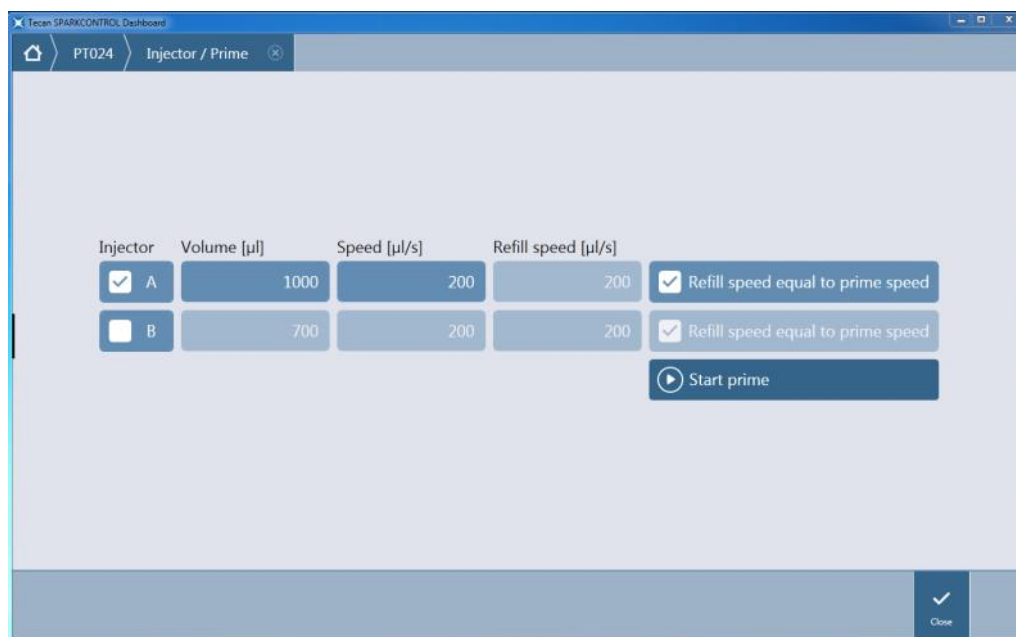 Tecan SPARKCONTROL Dashboard
PT024 Injector / Prime
Injector Volume [µl] Speed [µl/s] Refill speed [µl/s]
A 1000 200 200 Refill speed equal to prime speed
B 700 200 200 Refill speed equal to prime speed
Start prime
Close